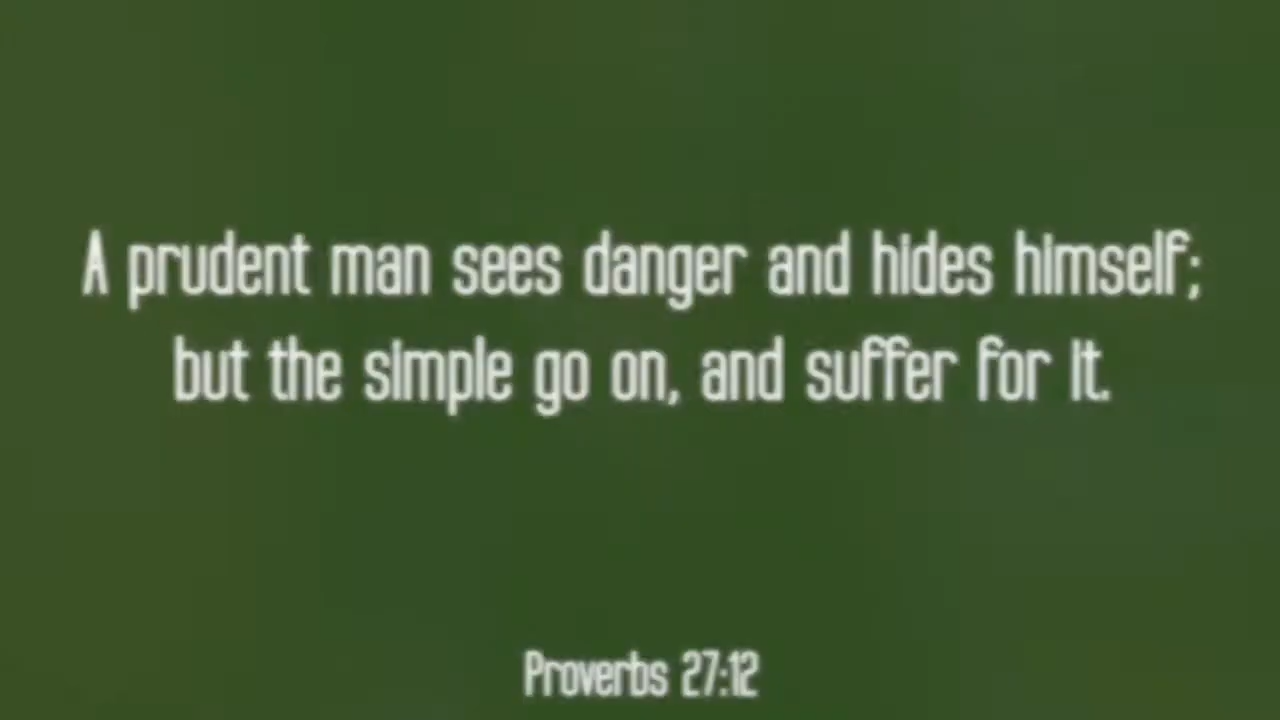 A prudent man sees danger and hides himself;
but the simple go on, and suffer for it.
Proverbs 27:12